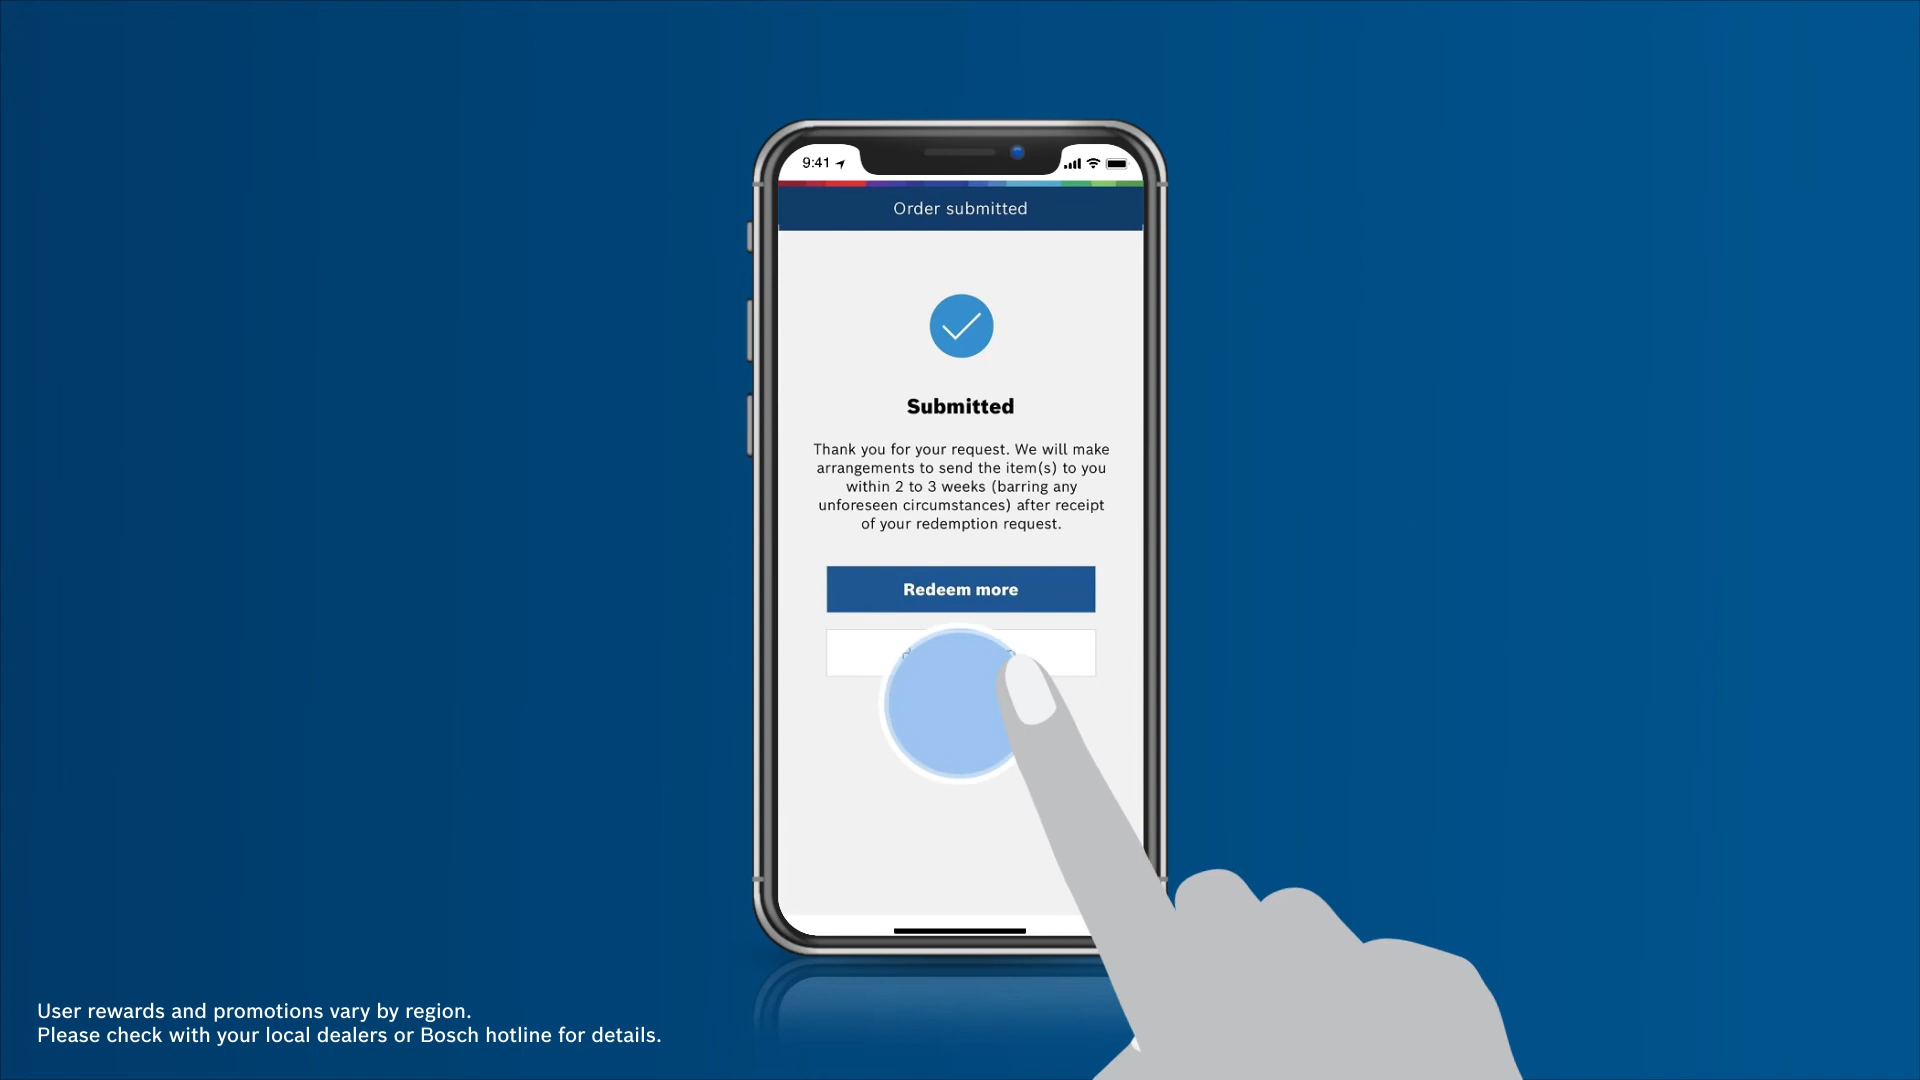 9:41
Order submitted
Submitted
Thank you for your request. We will make
arrangements to send the item(s) to you
within 2 to 3 weeks (barring any
unforeseen circumstances) after receipt
of your redemption request.
Redeem more
User rewards and promotions vary by region.
Please check with your local dealers or Bosch hotline for details.